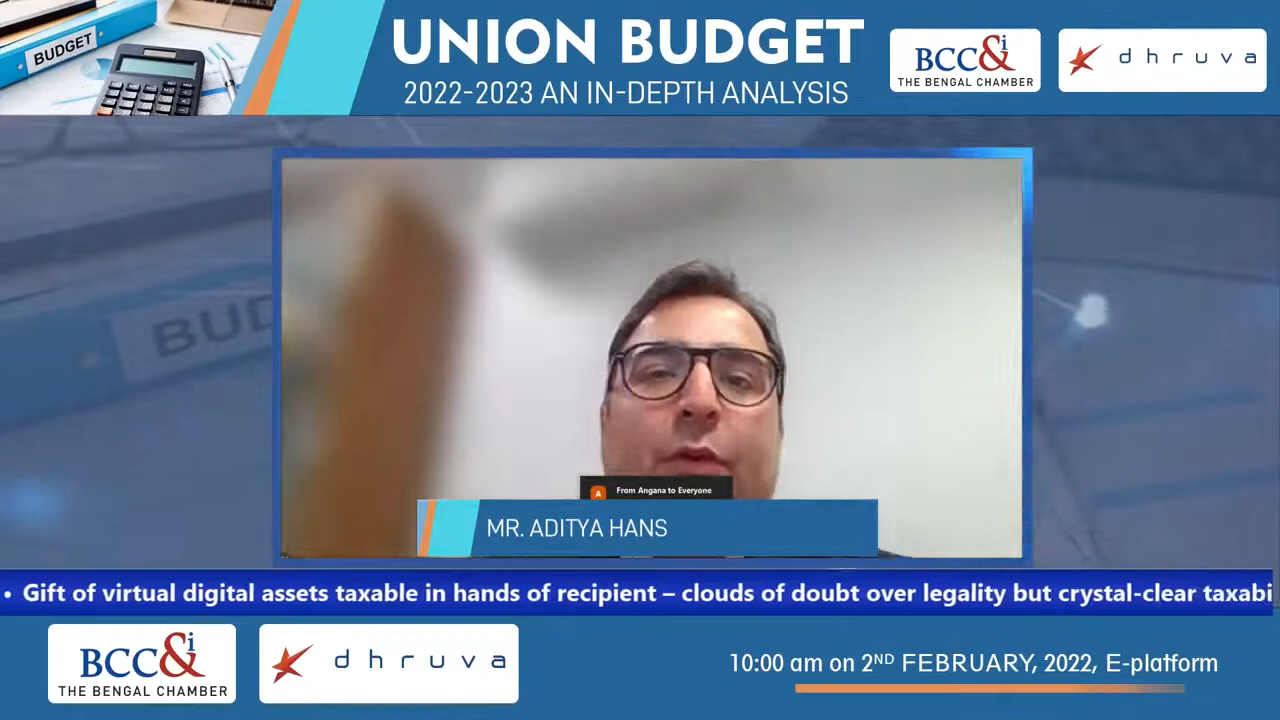 BUDGET
UNION BUDGET
2022-2023 AN IN-DEPTH ANALYSIS
BCC&i
THE BENGAL CHAMBER
dhruva
BUD
A From Angana to Everyone
MR. ADITYA HANS
• Gift of virtual digital assets taxable in hands of recipient – clouds of doubt over legality but crystal-clear taxabi
BCC&i
THE BENGAL CHAMBER
dhruva
10:00 am on 2ND FEBRUARY, 2022, E-platform